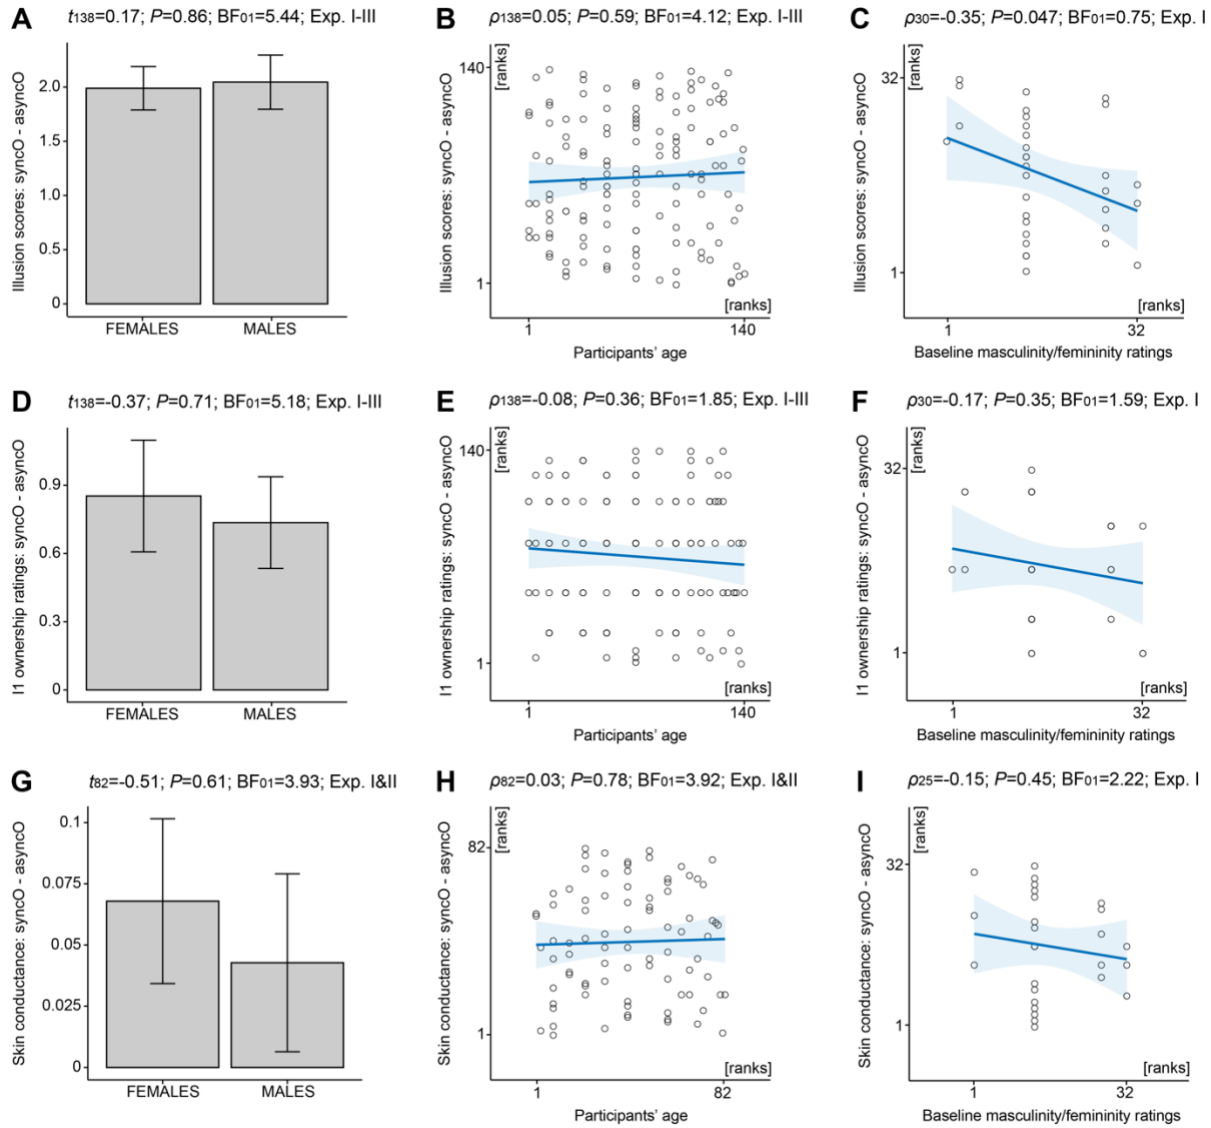 A
t138=0.17; P=0.86; BF01=5.44; Exp. I-III
Illusion scores: syncO - asyncO
2.0
1.5
1.0
0.5
0
FEMALES
MALES
B
ρ138=0.05; P=0.59; BF01=4.12; Exp. I-III
Illusion scores: syncO - asyncO
[ranks]
140
1
[ranks]
1
140
Participants' age
C
ρ30=-0.35; P=0.047; BF01=0.75; Exp. I
Illusion scores: syncO - asyncO
[ranks]
32
1
[ranks]
1
32
Baseline masculinity/femininity ratings
D
t138=-0.37; P=0.71; BF01=5.18; Exp. I-III
I1 ownership ratings: syncO - asyncO
0.9
0.6
0.3
0
FEMALES
MALES
E
ρ138=-0.08; P=0.36; BF01=1.85; Exp. I-III
I1 ownership ratings: syncO - asyncO
[ranks]
140
1
[ranks]
1
140
Participants' age
F
ρ30=-0.17; P=0.35; BF01=1.59; Exp. I
I1 ownership ratings: syncO - asyncO
[ranks]
32
1
[ranks]
1
32
Baseline masculinity/femininity ratings
G
t82=-0.51; P=0.61; BF01=3.93; Exp. I&II
Skin conductance: syncO - asyncO
0.1
0.075
0.05
0.025
0
FEMALES
MALES
H
ρ82=0.03; P=0.78; BF01=3.92; Exp. I&II
Skin conductance: syncO - asyncO
[ranks]
82
1
[ranks]
1
82
Participants' age
I
ρ25=-0.15; P=0.45; BF01=2.22; Exp. I
Skin conductance: syncO - asyncO
[ranks]
32
1
[ranks]
1
32
Baseline masculinity/femininity ratings